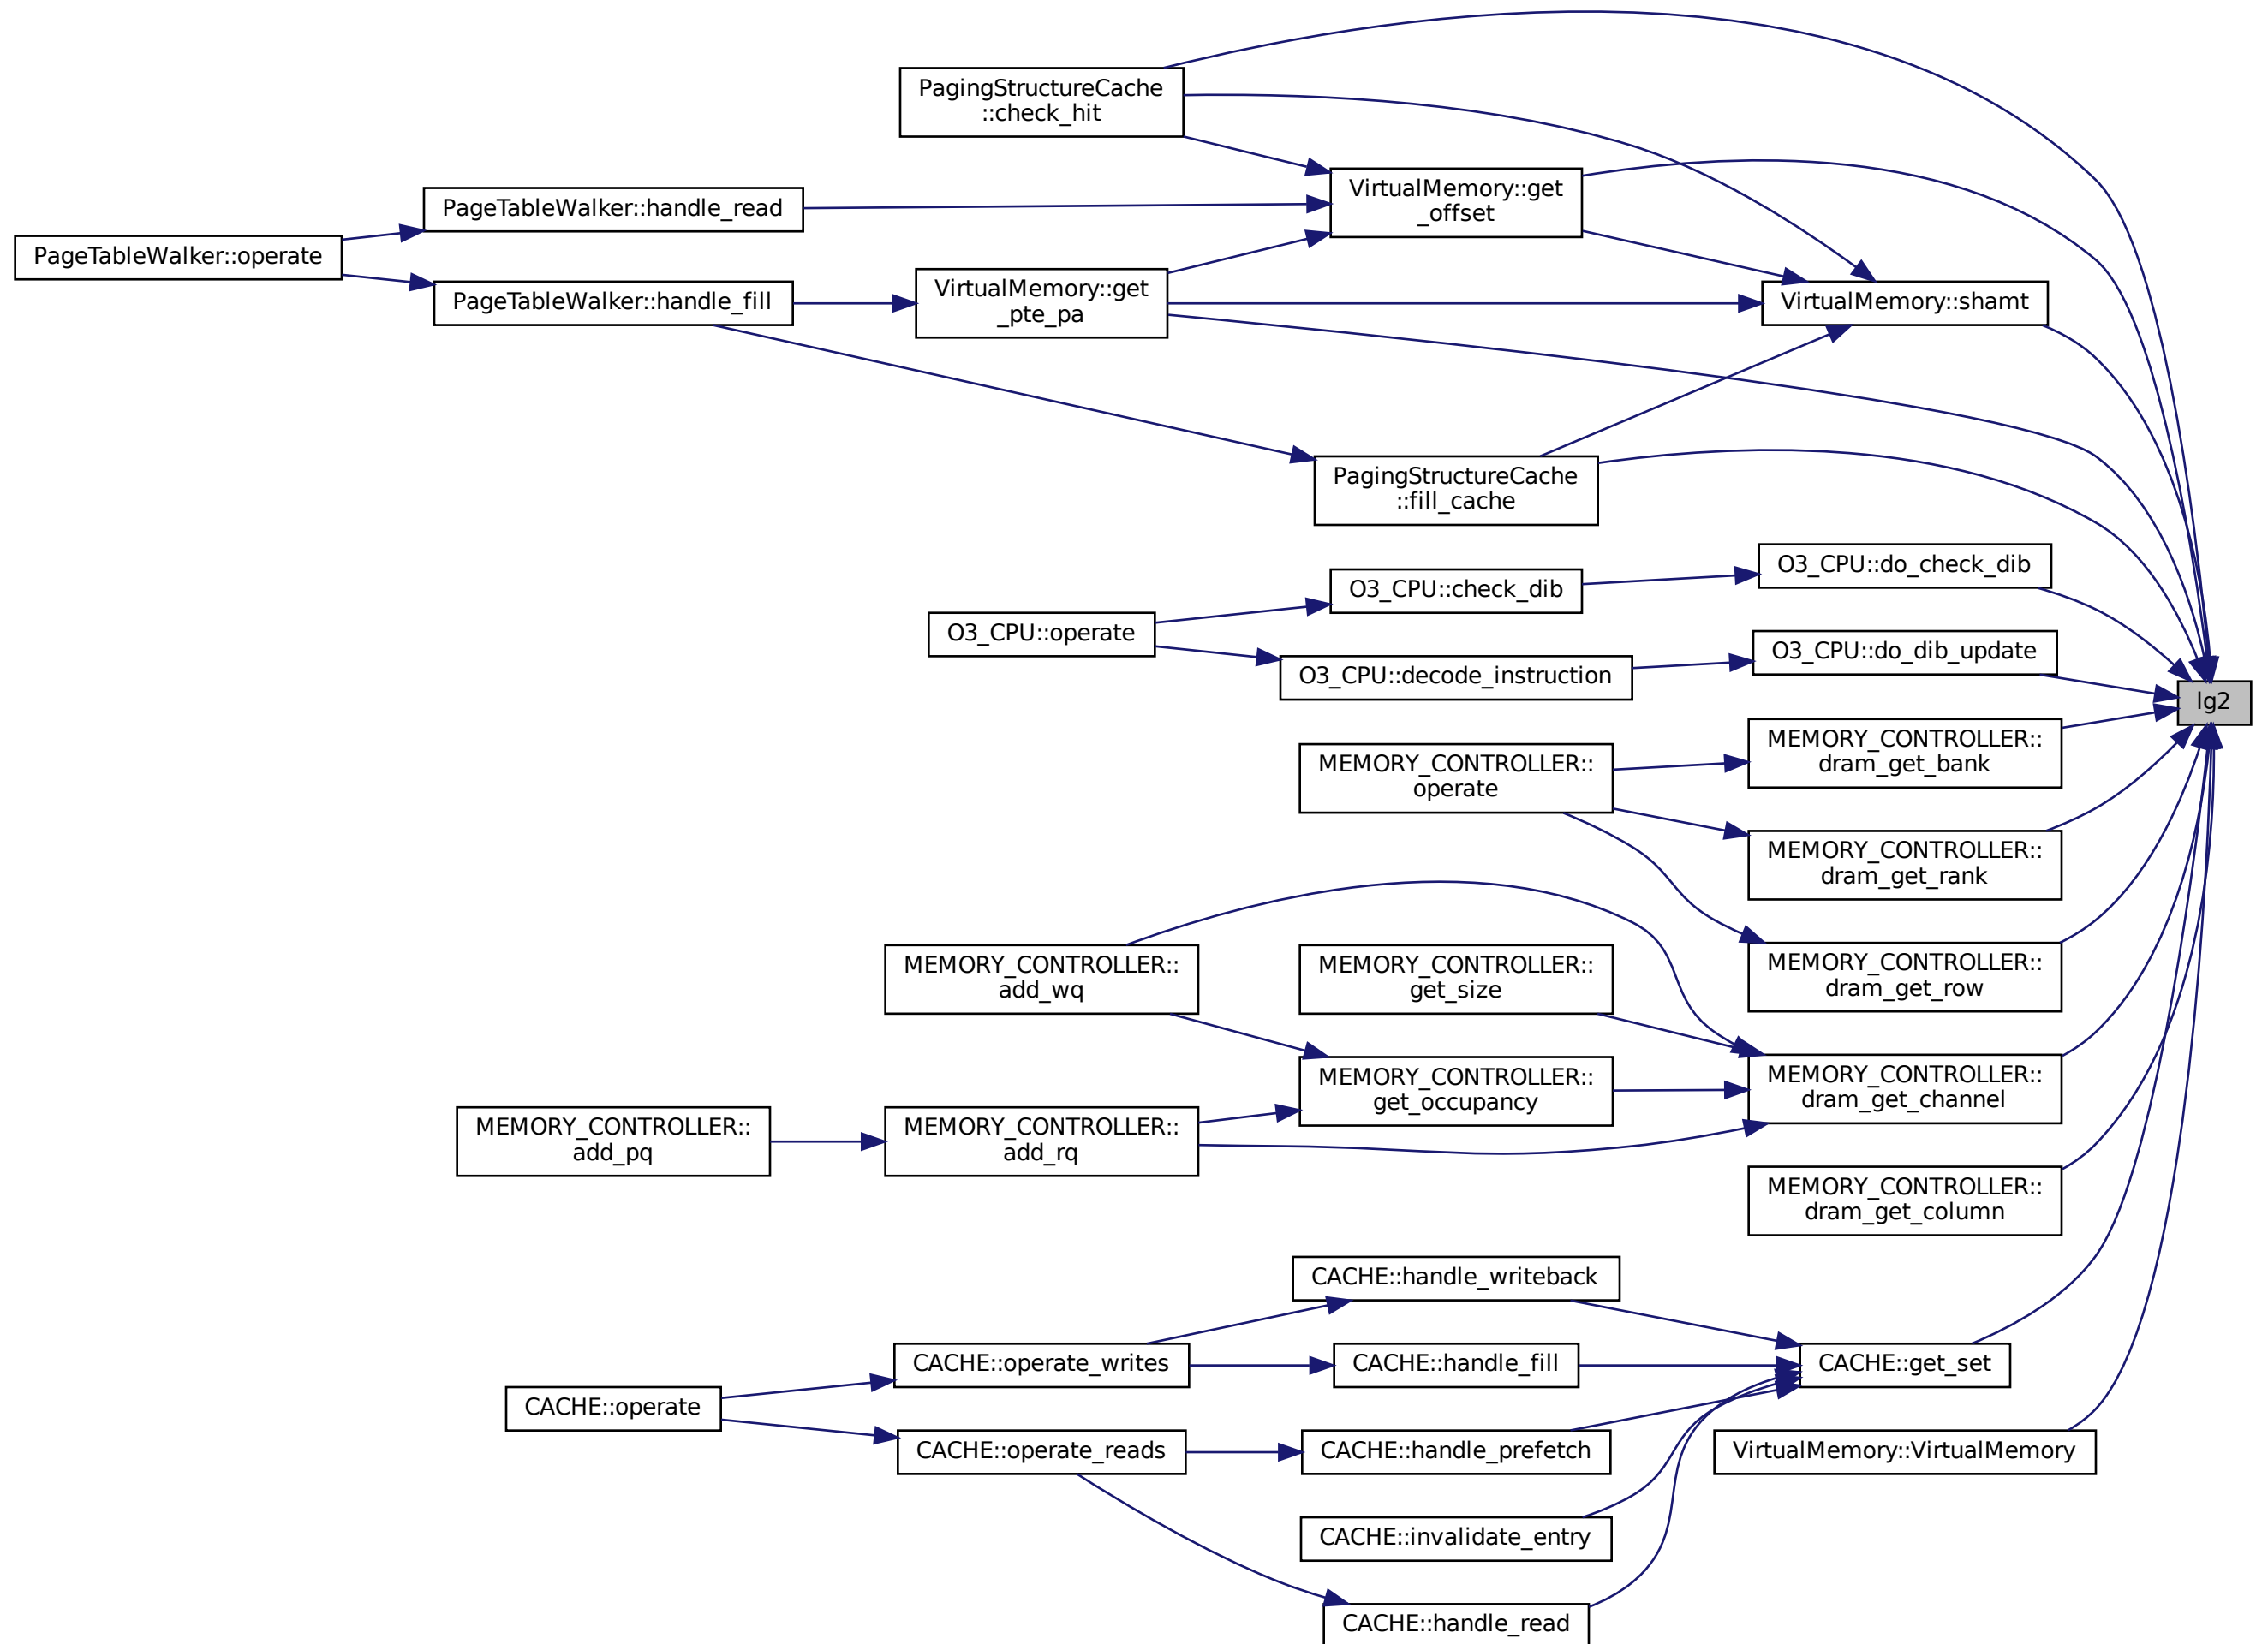 PagingStructureCache
::check_hit
VirtualMemory::get
_offset
PageTableWalker::handle_read
PageTableWalker::operate
PageTableWalker::handle_fill
VirtualMemory::get
_pte_pa
VirtualMemory::shamt
PagingStructureCache
::fill_cache
O3_CPU::do_check_dib
O3_CPU::check_dib
O3_CPU::operate
O3_CPU::do_dib_update
O3_CPU::decode_instruction
lg2
MEMORY_CONTROLLER::
dram_get_bank
MEMORY_CONTROLLER::
operate
MEMORY_CONTROLLER::
dram_get_rank
MEMORY_CONTROLLER::
add_wq
MEMORY_CONTROLLER::
get_size
MEMORY_CONTROLLER::
dram_get_row
MEMORY_CONTROLLER::
get_occupancy
MEMORY_CONTROLLER::
dram_get_channel
MEMORY_CONTROLLER::
add_pq
MEMORY_CONTROLLER::
add_rq
MEMORY_CONTROLLER::
dram_get_column
CACHE::handle_writeback
CACHE::operate_writes
CACHE::handle_fill
CACHE::get_set
CACHE::operate
CACHE::operate_reads
CACHE::handle_prefetch
VirtualMemory::VirtualMemory
CACHE::invalidate_entry
CACHE::handle_read